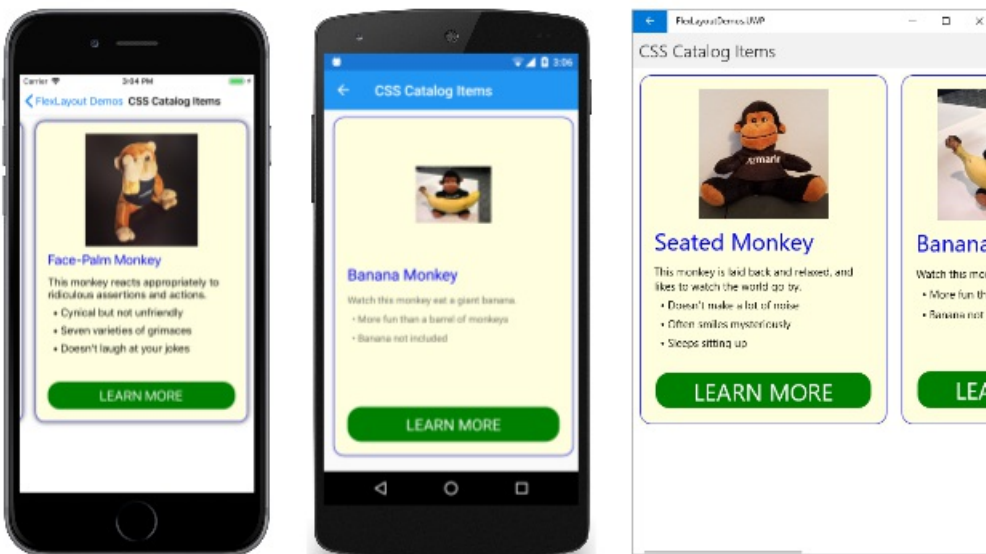 Carrier 3:04 PM
FlexLayout Demos CSS Catalog Items
Face-Palm Monkey
This monkey reacts appropriately to
ridiculous assertions and actions.
• Cynical but not unfriendly
• Seven varieties of grimaces
• Doesn't laugh at your jokes
LEARN MORE
3:06
CSS Catalog Items
Banana Monkey
Watch this monkey eat a giant banana.
• More fun than a barrel of monkeys
• Banana not included
LEARN MORE
FlexLayoutDemos.UWP
CSS Catalog Items
Seated Monkey
This monkey is laid back and relaxed, and
likes to watch the world go by.
• Doesn't make a lot of noise
• Often smiles mysteriously
• Sleeps sitting up
LEARN MORE
Banana
Watch this mo
• More fun th
• Banana not
LEA